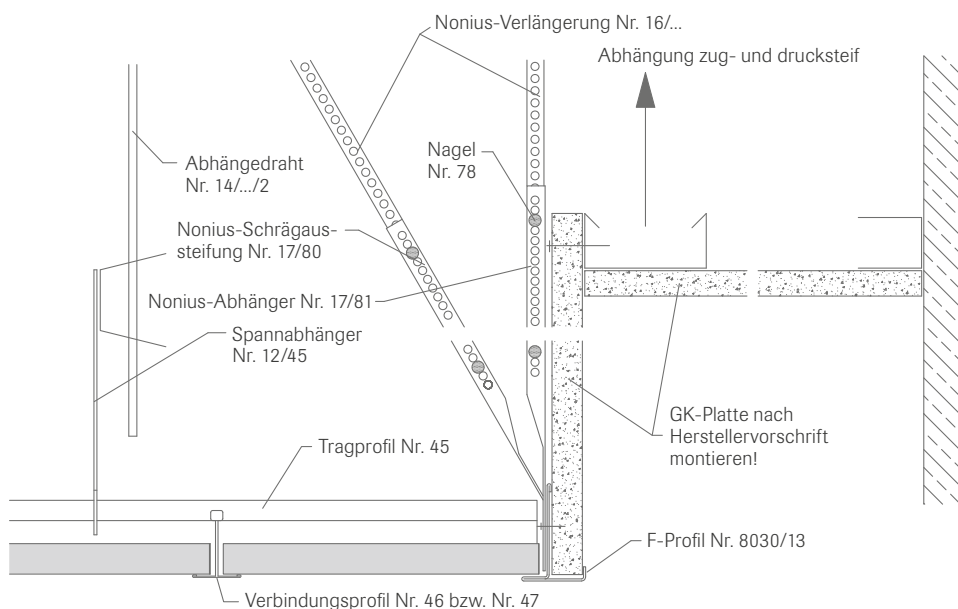 Nonius-Verlängerung Nr. 16/...
Abhängung zug- und drucksteif
Abhängedraht
Nr. 14/.../2
Nagel
Nr. 78
Nonius-Schrägaus-
steifung Nr. 17/80
Nonius-Abhänger Nr. 17/81
Spannabhänger
Nr. 12/45
GK-Platte nach
Herstellervorschrift
montieren!
Tragprofil Nr. 45
F-Profil Nr. 8030/13
Verbindungsprofil Nr. 46 bzw. Nr. 47